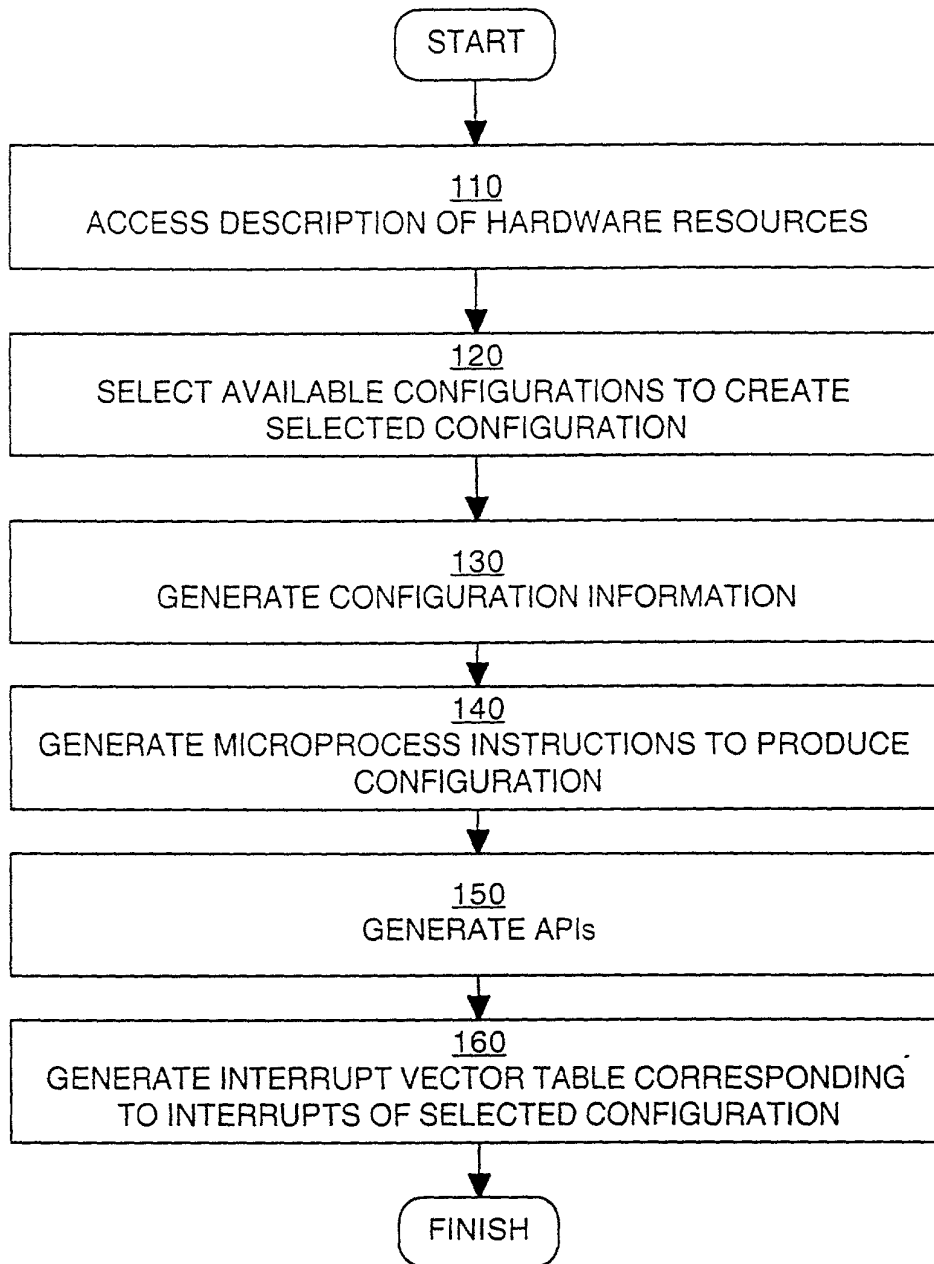 START
110
ACCESS DESCRIPTION OF HARDWARE RESOURCES
120
SELECT AVAILABLE CONFIGURATIONS TO CREATE
SELECTED CONFIGURATION
130
GENERATE CONFIGURATION INFORMATION
140
GENERATE MICROPROCESS INSTRUCTIONS TO PRODUCE
CONFIGURATION
150
GENERATE APIs
160
GENERATE INTERRUPT VECTOR TABLE CORRESPONDING
TO INTERRUPTS OF SELECTED CONFIGURATION
FINISH